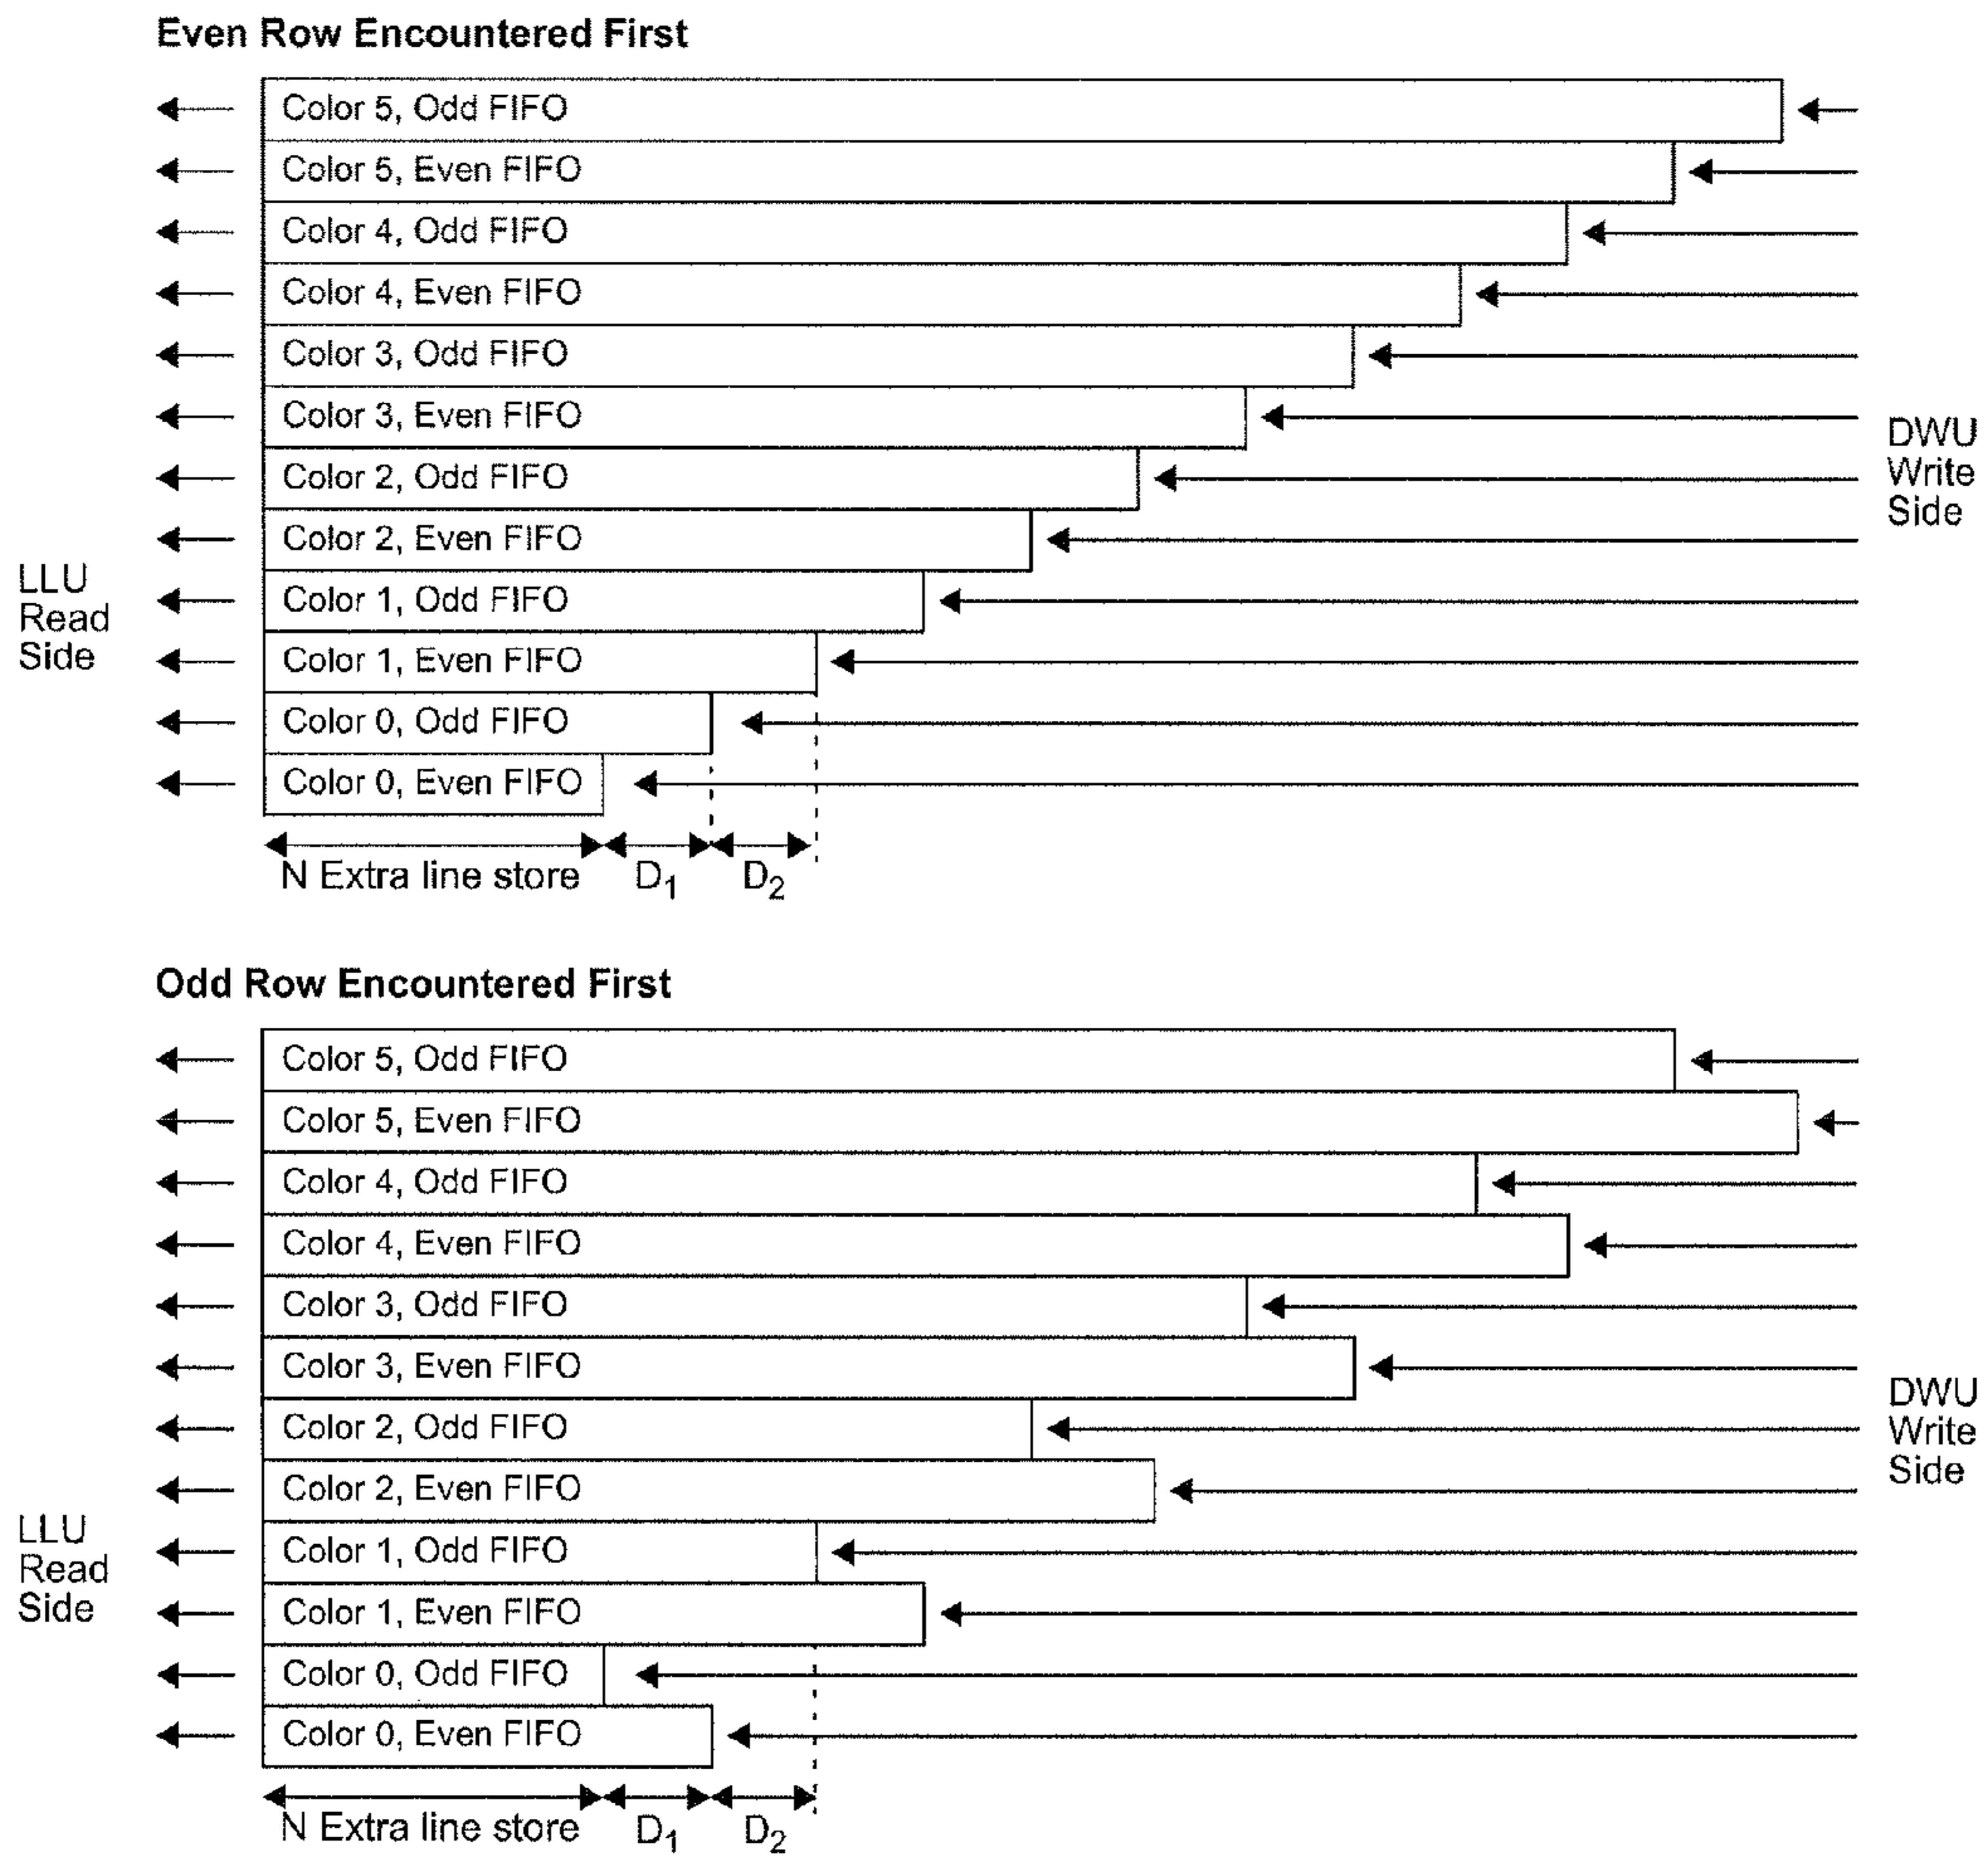 Even Row Encountered First
Color 5, Odd FIFO
Color 5, Even FIFO
Color 4, Odd FIFO
Color 4, Even FIFO
Color 3, Odd FIFO
Color 3, Even FIFO
Color 2, Odd FIFO
Color 2, Even FIFO
Color 1, Odd FIFO
Color 1, Even FIFO
Color 0, Odd FIFO
Color 0, Even FIFO
LLU
Read
Side
DWU
Write
Side
N Extra line store D1 D2
Odd Row Encountered First
Color 5, Odd FIFO
Color 5, Even FIFO
Color 4, Odd FIFO
Color 4, Even FIFO
Color 3, Odd FIFO
Color 3, Even FIFO
Color 2, Odd FIFO
Color 2, Even FIFO
Color 1, Odd FIFO
Color 1, Even FIFO
Color 0, Odd FIFO
Color 0, Even FIFO
LLU
Read
Side
DWU
Write
Side
N Extra line store D1 D2